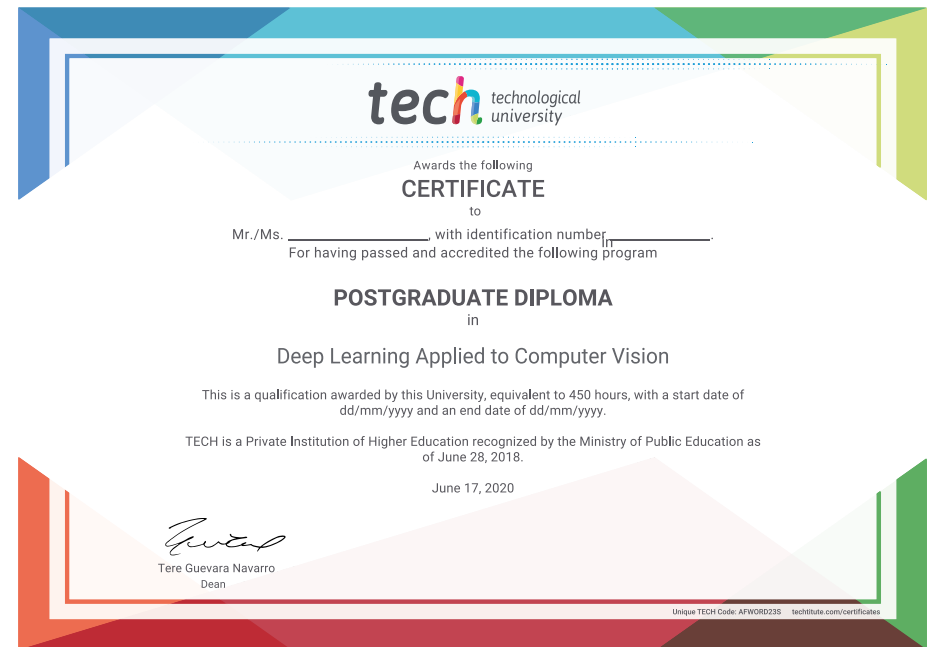 tech technological
university
Awards the following
CERTIFICATE
to
Mr./Ms. ____________, with identification number ____________.
In
For having passed and accredited the following program
POSTGRADUATE DIPLOMA
in
Deep Learning Applied to Computer Vision
This is a qualification awarded by this University, equivalent to 450 hours, with a start date of
dd/mm/yyyy and an end date of dd/mm/yyyy.
TECH is a Private Institution of Higher Education recognized by the Ministry of Public Education as
of June 28, 2018.
June 17, 2020
Tere Guevara Navarro
Dean
Unique TECH Code: AFWORD23S techtitute.com/certificates